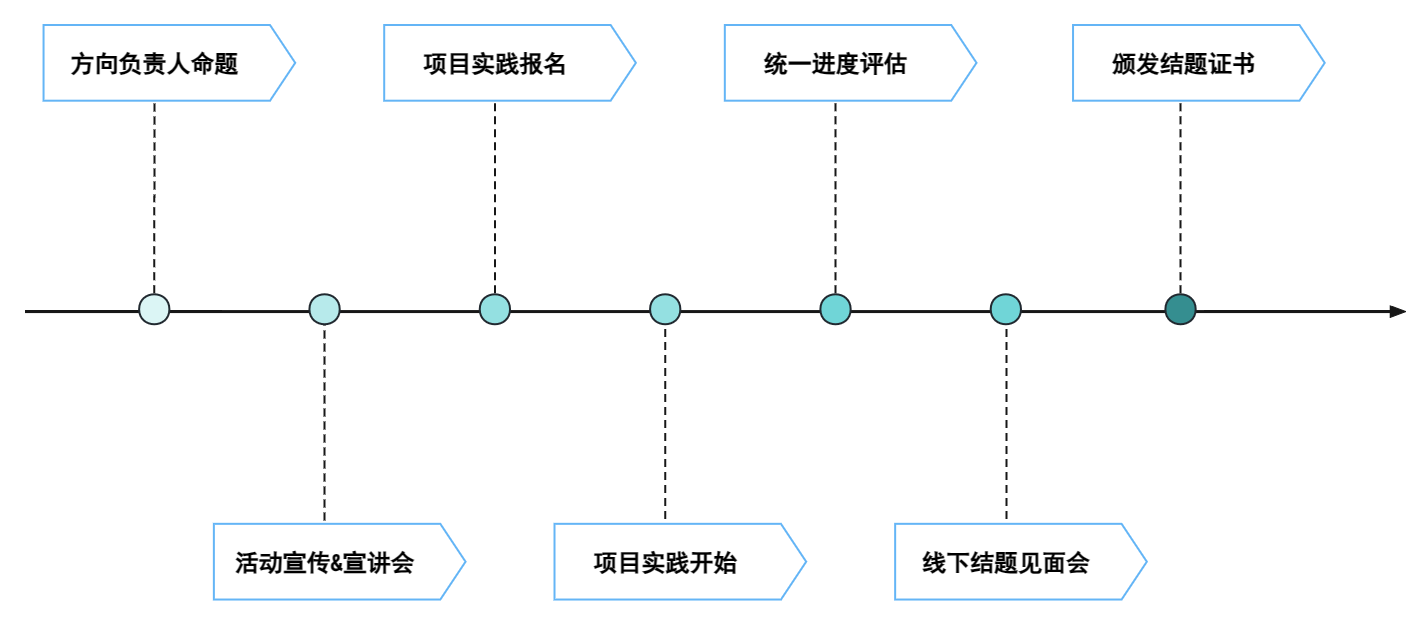 方向负责人命题
项目实践报名
统一进度评估
颁发结题证书
活动宣传&宣讲会
项目实践开始
线下结题见面会